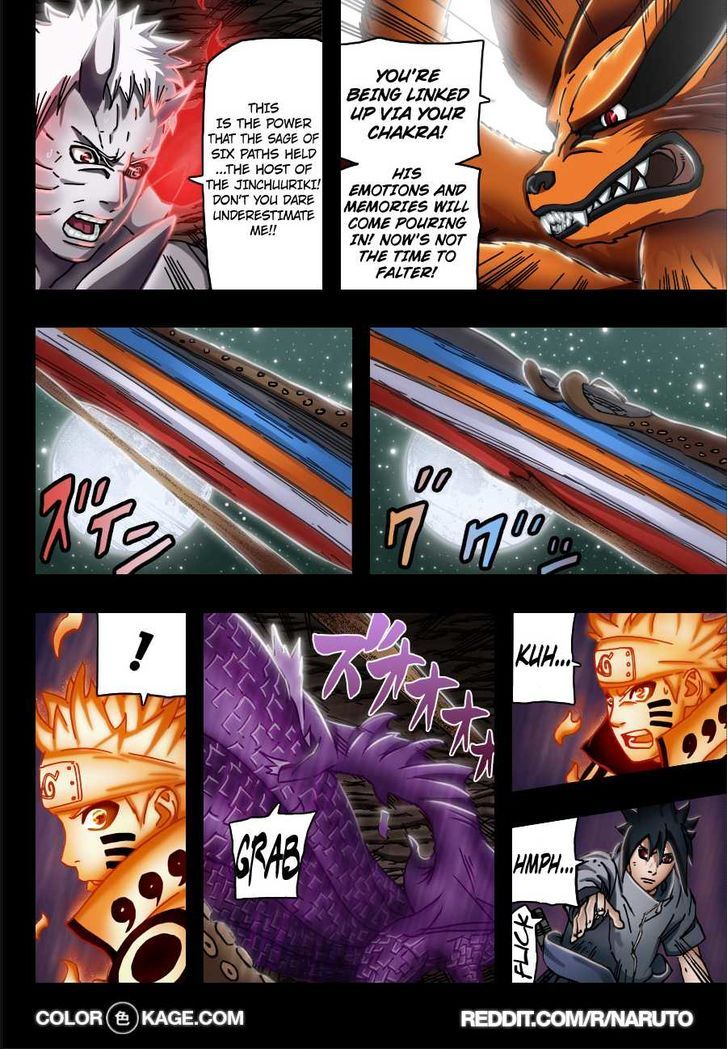 YOU'RE
BEING LINKED
UP VIA YOUR
CHAKRA!
HIS
EMOTIONS AND
MEMORIES WILL
COME POURING
IN! NOW'S NOT
THE TIME TO
FALTER!
THIS
IS THE POWER
THAT THE SAGE OF
SIX PATHS HELD
...THE HOST OF
THE JINCHUURIKI!
DON'T YOU DARE
UNDERESTIMATE
ME!!
ググッ
ズイン
KUH...
HMPH...
FLICK
ズオオオオ
GRAB
!
COLOR 色 KAGE.COM
REDDIT.COM/R/NARUTO